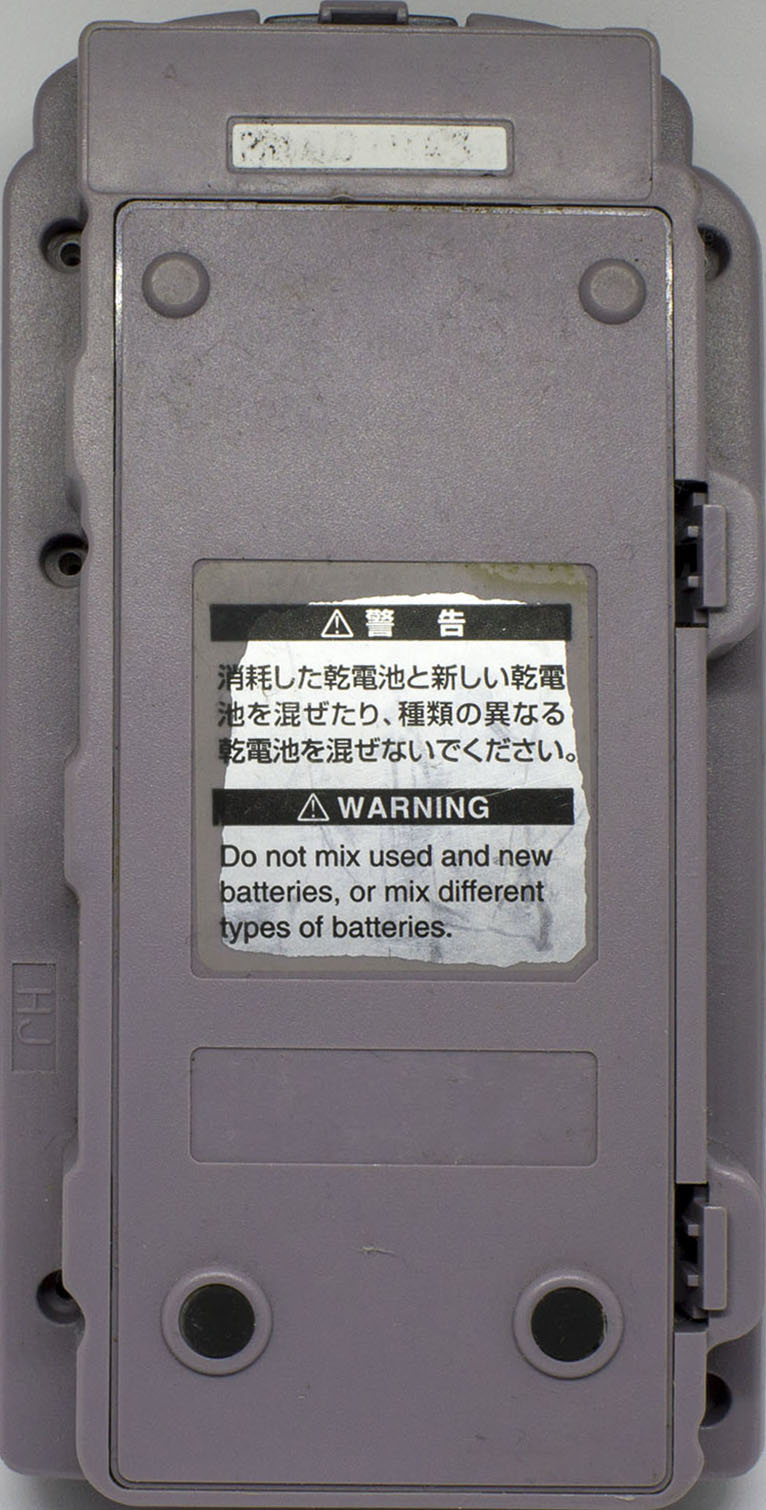 ⚠警 告
消耗した乾電池と新しい乾電
池を混ぜたり、種類の異なる
乾電池を混ぜないでください。
⚠WARNING
Do not mix used and new
batteries, or mix different
types of batteries.
HJ